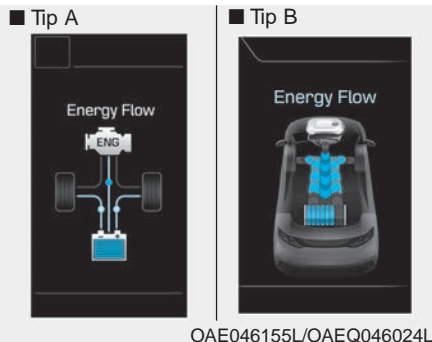 ■ Tip A
■ Tip B
Energy Flow
ENG
Energy Flow
OAE046155L/OAEQ046024L